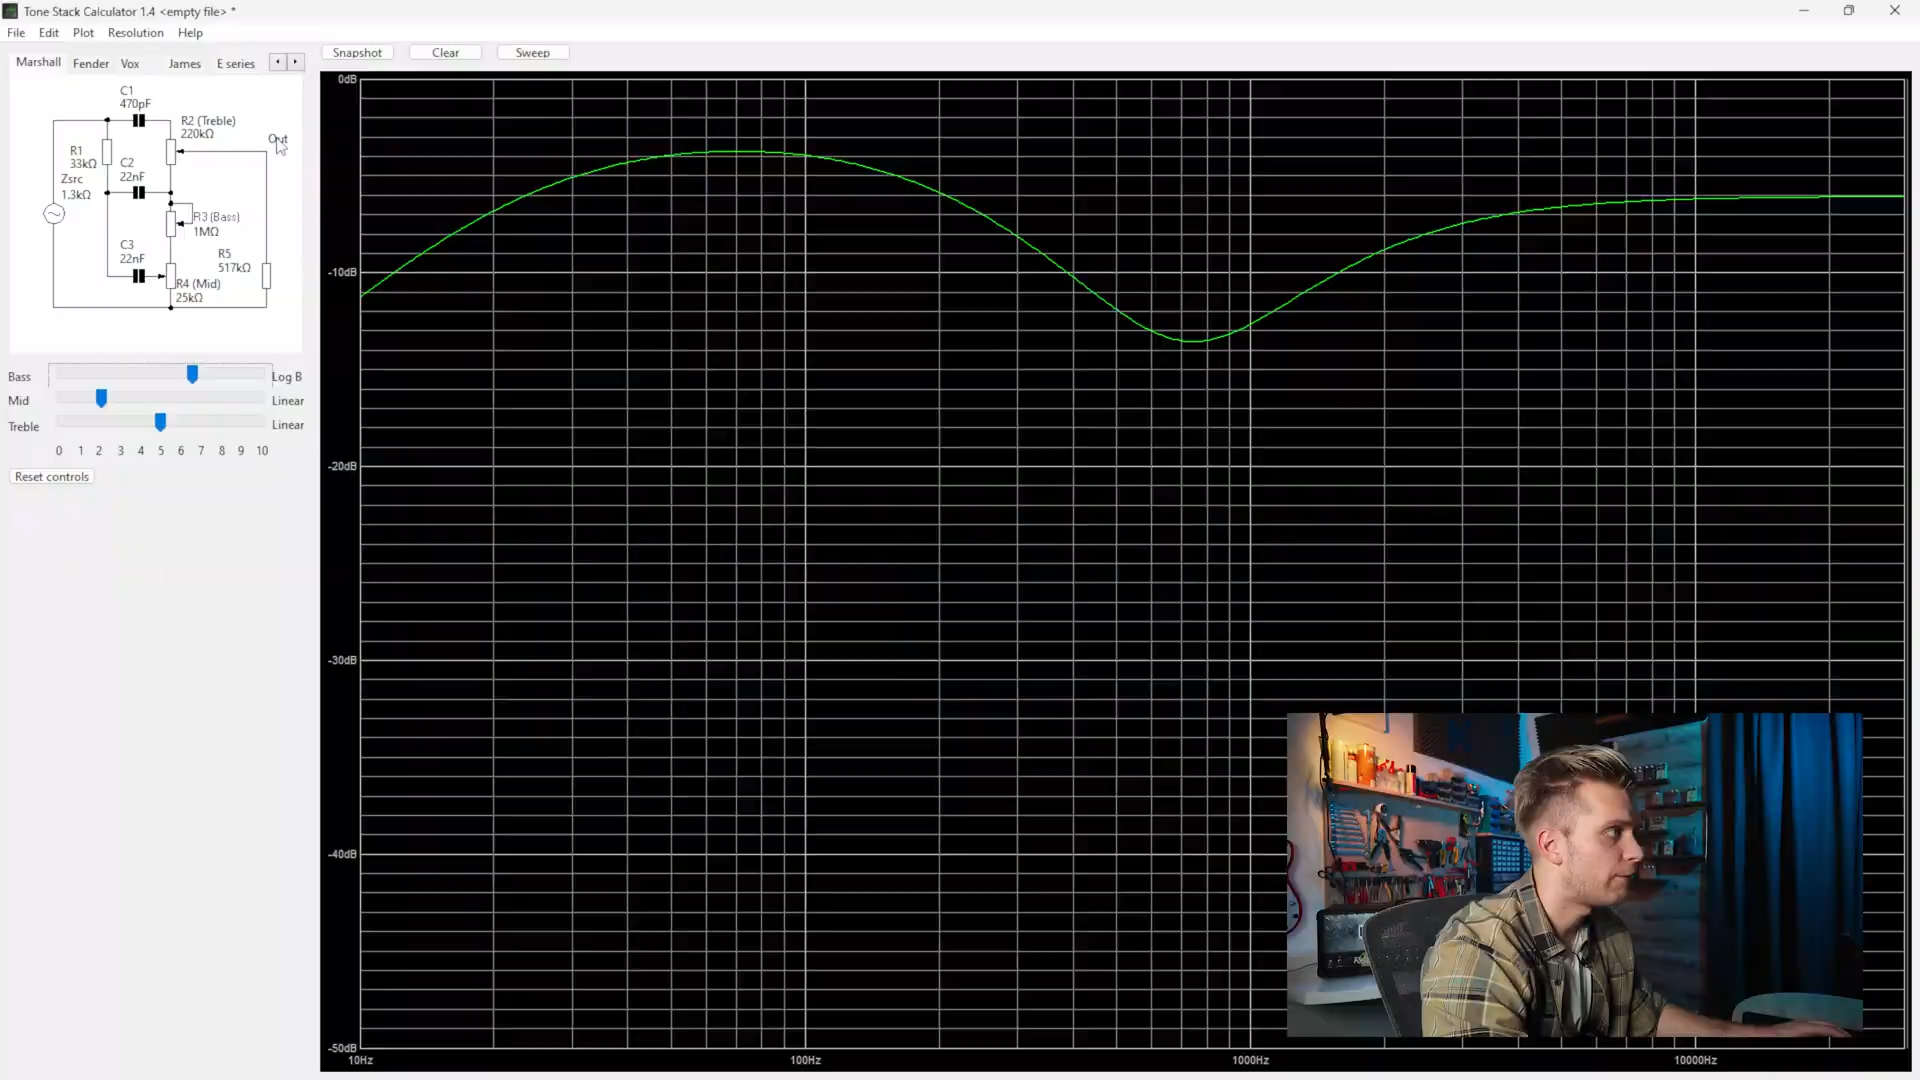 Tone Stack Calculator 1.4 <empty file> *
File Edit Plot Resolution Help
Snapshot Clear Sweep
Marshall Fender Vox James E series
C1
470pF
R2 (Treble)
220kΩ
Out
R1
33kΩ
C2
22nF
Zsrc
1.3kΩ
R3 (Bass)
1MΩ
C3
22nF
R5
517kΩ
R4 (Mid)
25kΩ
Bass Log B
Mid Linear
Treble Linear
0 1 2 3 4 5 6 7 8 9 10
Reset controls
0dB
-10dB
-20dB
-30dB
-40dB
-50dB
10Hz 100Hz 1000Hz 10000Hz